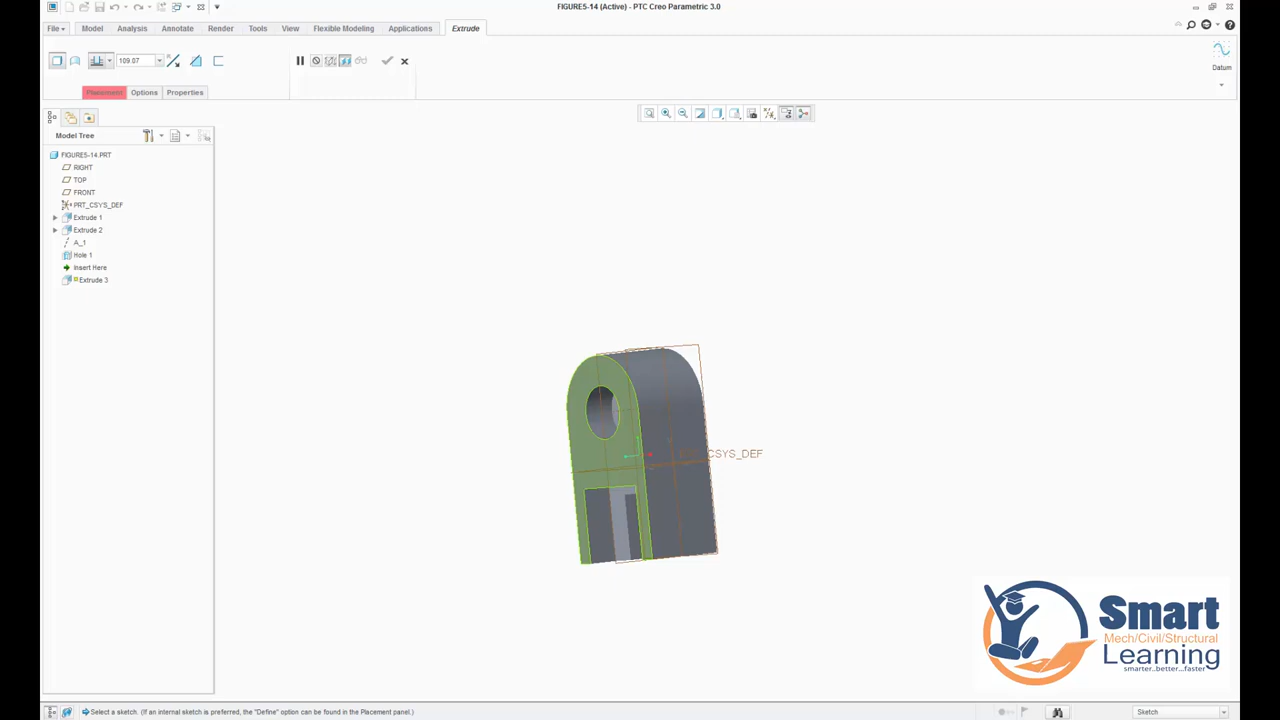 FIGURE5-14 (Active) - PTC Creo Parametric 3.0
File Model Analysis Annotate Render Tools View Flexible Modeling Applications Extrude
109.07
Datum
Placement Options Properties
Model Tree
FIGURE5-14.PRT
RIGHT
TOP
FRONT
PRT_CSYS_DEF
Extrude 1
Extrude 2
A_1
Hole 1
Insert Here
Extrude 3
CSYS_DEF
Smart
Mech/Civil/Structural
Learning
smarter..better...faster
Select a sketch. (If an internal sketch is preferred, the "Define" option can be found in the Placement panel.)
Sketch